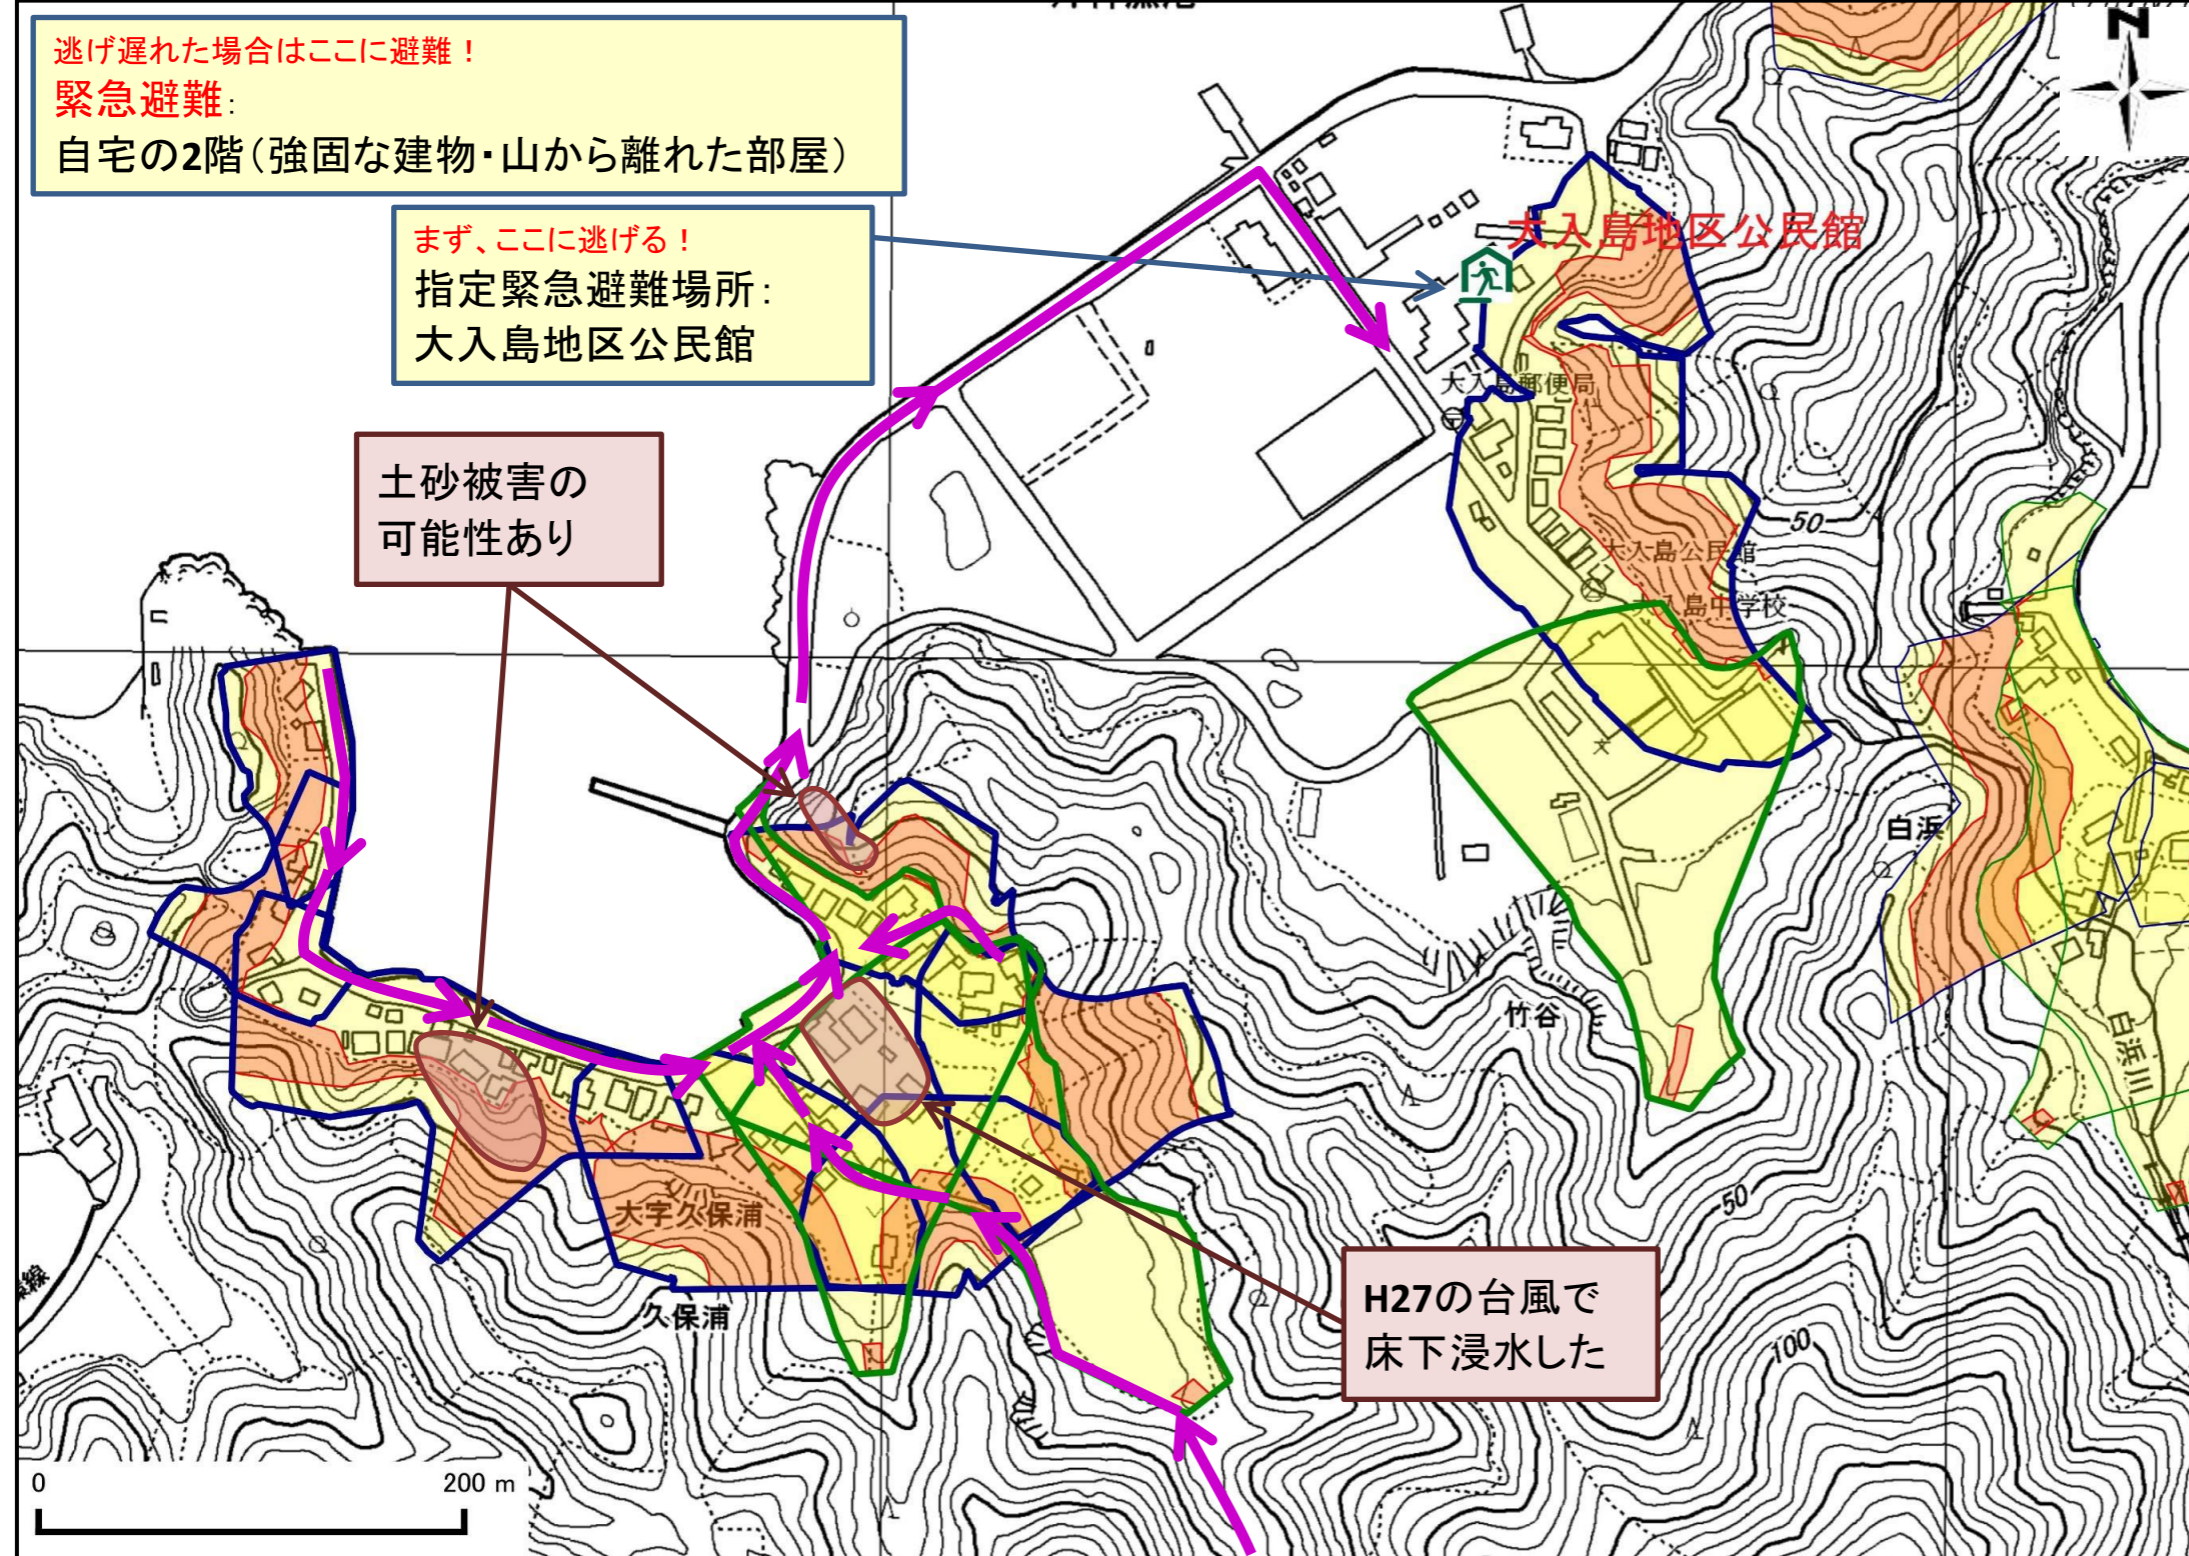 逃げ遅れた場合はここに避難！
緊急避難：
自宅の2階（強固な建物・山から離れた部屋）
まず、ここに逃げる！
指定緊急避難場所：
大入島地区公民館
N
大入島地区公民館
大入島郵便局
土砂被害の
可能性あり
50
大入島公民館
大入島中学校
白浜
竹谷
白浜川
50
大字久保浦
久保浦
H27の台風で
床下浸水した
100
0
200 m